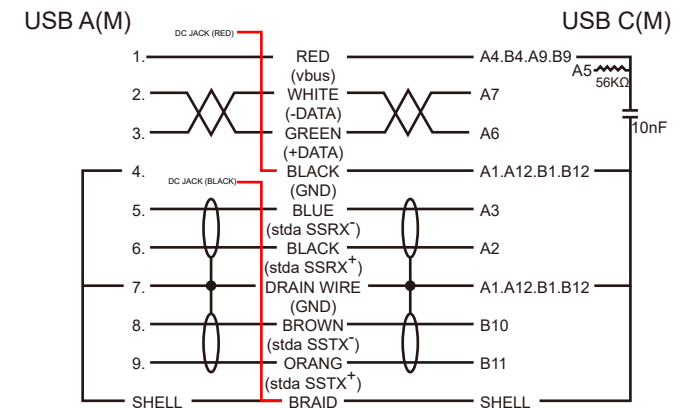 USB A(M) USB C(M)
DC JACK (RED)
1. RED A4.B4.A9.B9
(vbus) A5 56KΩ
2. WHITE A7
(-DATA) 10nF
3. GREEN A6
(+DATA)
4. BLACK A1.A12.B1.B12
DC JACK (BLACK) (GND)
5. BLUE A3
(stda SSRX-)
6. BLACK A2
(stda SSRX+)
7. DRAIN WIRE A1.A12.B1.B12
(GND)
8. BROWN B10
(stda SSTX-)
9. ORANG B11
(stda SSTX+)
SHELL BRAID SHELL